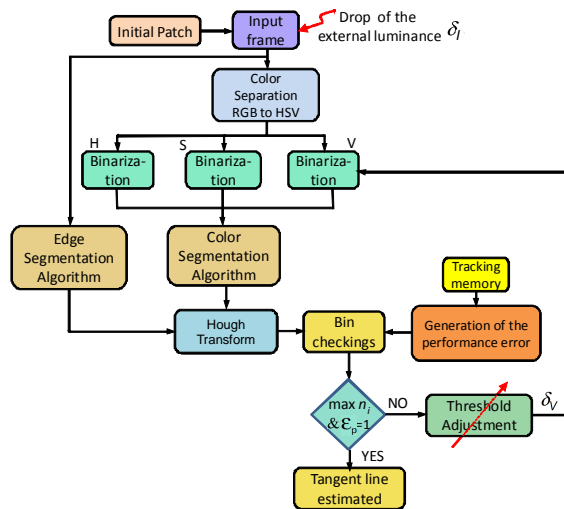 Initial Patch
Input
frame
Drop of the
external luminance δI
Color
Separation
RGB to HSV
H
S
V
Binariza-
tion
Binariza-
tion
Binariza-
tion
Edge
Segmentation
Algorithm
Color
Segmentation
Algorithm
Tracking
memory
Hough
Transform
Bin
checkings
Generation of the
performance error
max ni
&εp=1
NO
Threshold
Adjustment
δV
YES
Tangent line
estimated